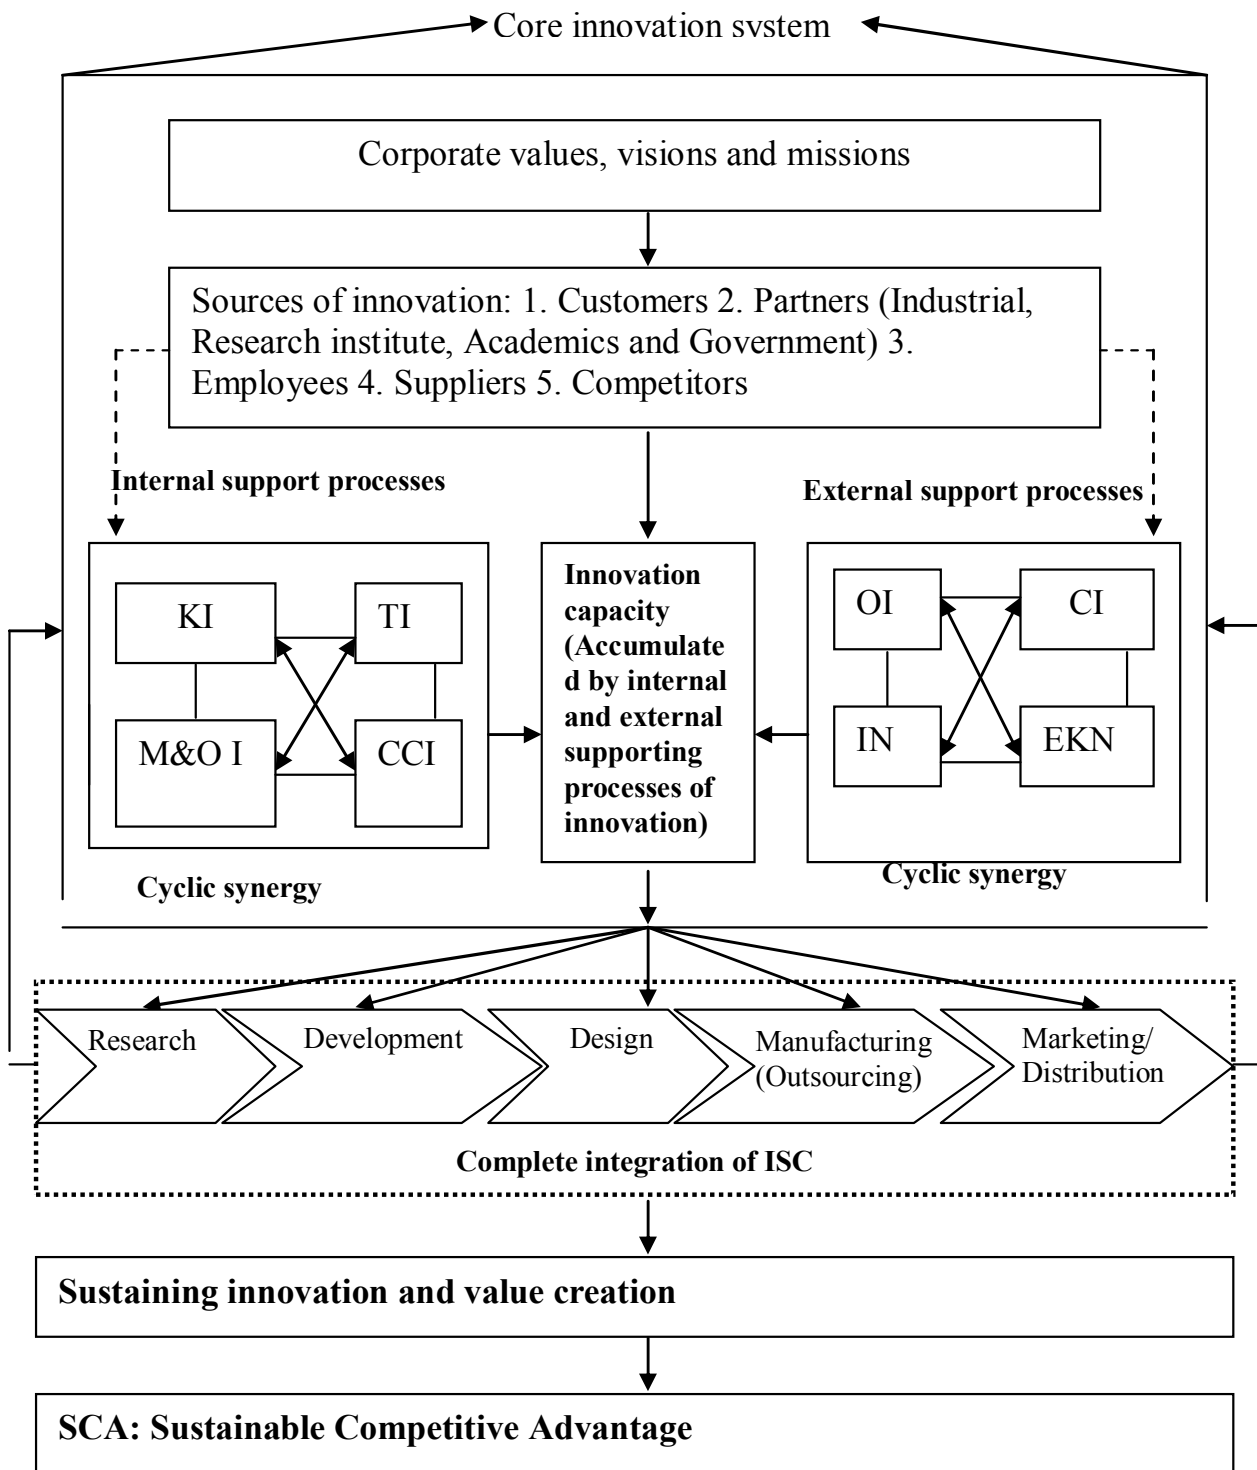 Core innovation system
Corporate values, visions and missions
Sources of innovation: 1. Customers 2. Partners (Industrial,
Research institute, Academics and Government) 3.
Employees 4. Suppliers 5. Competitors
Internal support processes
External support processes
KI
TI
M&O I
CCI
Innovation
capacity
(Accumulate
d by internal
and external
supporting
processes of
innovation)
OI
CI
IN
EKN
Cyclic synergy
Cyclic synergy
Research
Development
Design
Manufacturing
(Outsourcing)
Marketing/
Distribution
Complete integration of ISC
Sustaining innovation and value creation
SCA: Sustainable Competitive Advantage